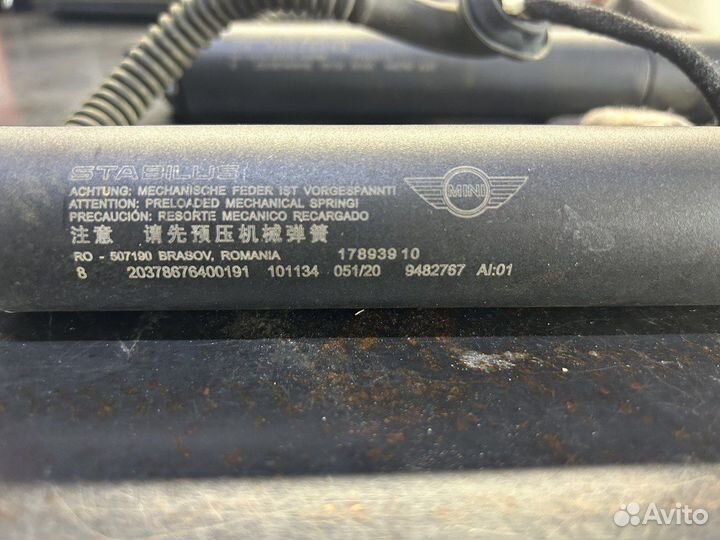 STABILUS
ACHTUNG: MECHANISCHE FEDER IST VORGESPANNT!
ATTENTION: PRELOADED MECHANICAL SPRING!
PRECAUCIÓN: RESORTE MECANICO RECARGADO
注意 请先预压机械弹簧
MINI
RO - 507190 BRASOV, ROMANIA 17893910
8 20378676400191 101134 051/20 9482767 AI:01
Avito